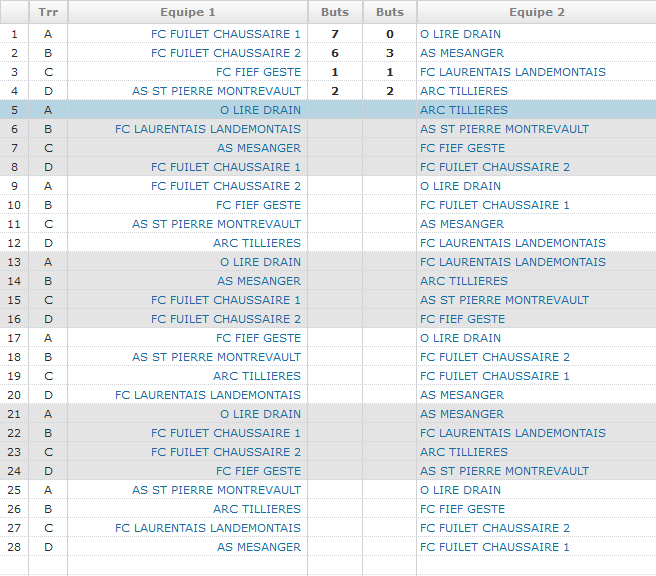 Trr Equipe 1 Buts Buts Equipe 2
1 A FC FUILET CHAUSSAIRE 1 7 0 O LIRE DRAIN
2 B FC FUILET CHAUSSAIRE 2 6 3 AS MESANGER
3 C FC FIEF GESTE 1 1 FC LAURENTAIS LANDEMONTAIS
4 D AS ST PIERRE MONTREVAULT 2 2 ARC TILLIERES
5 A O LIRE DRAIN ARC TILLIERES
6 B FC LAURENTAIS LANDEMONTAIS AS ST PIERRE MONTREVAULT
7 C AS MESANGER FC FIEF GESTE
8 D FC FUILET CHAUSSAIRE 1 FC FUILET CHAUSSAIRE 2
9 A FC FUILET CHAUSSAIRE 2 O LIRE DRAIN
10 B FC FIEF GESTE FC FUILET CHAUSSAIRE 1
11 C AS ST PIERRE MONTREVAULT AS MESANGER
12 D ARC TILLIERES FC LAURENTAIS LANDEMONTAIS
13 A O LIRE DRAIN FC LAURENTAIS LANDEMONTAIS
14 B AS MESANGER ARC TILLIERES
15 C FC FUILET CHAUSSAIRE 1 AS ST PIERRE MONTREVAULT
16 D FC FUILET CHAUSSAIRE 2 FC FIEF GESTE
17 A FC FIEF GESTE O LIRE DRAIN
18 B AS ST PIERRE MONTREVAULT FC FUILET CHAUSSAIRE 2
19 C ARC TILLIERES FC FUILET CHAUSSAIRE 1
20 D FC LAURENTAIS LANDEMONTAIS AS MESANGER
21 A O LIRE DRAIN AS MESANGER
22 B FC FUILET CHAUSSAIRE 1 FC LAURENTAIS LANDEMONTAIS
23 C FC FUILET CHAUSSAIRE 2 ARC TILLIERES
24 D FC FIEF GESTE AS ST PIERRE MONTREVAULT
25 A AS ST PIERRE MONTREVAULT O LIRE DRAIN
26 B ARC TILLIERES FC FIEF GESTE
27 C FC LAURENTAIS LANDEMONTAIS FC FUILET CHAUSSAIRE 2
28 D AS MESANGER FC FUILET CHAUSSAIRE 1